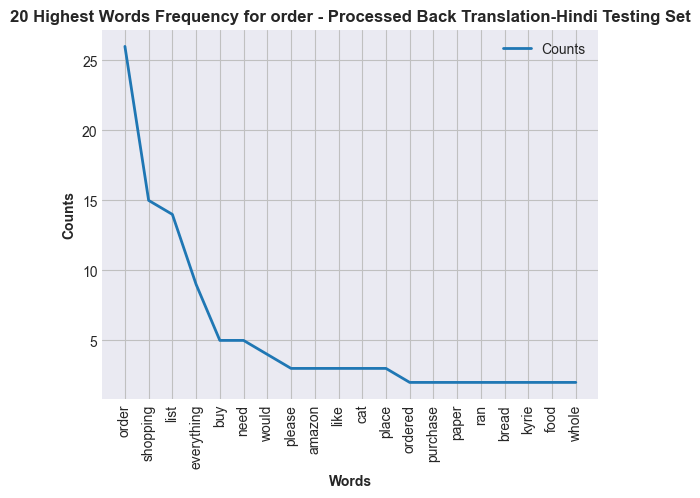 20 Highest Words Frequency for order - Processed Back Translation-Hindi Testing Set
Counts
25
20
15
10
5
Counts
order
shopping
list
everything
buy
need
would
please
amazon
like
cat
place
ordered
purchase
paper
ran
bread
kyrie
food
whole
Words